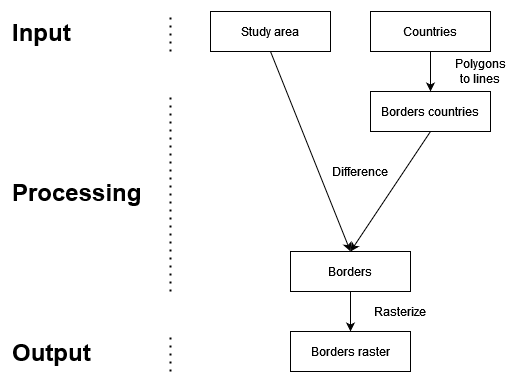 Input
Study area
Countries
Polygons
to lines
Borders countries
Processing
Difference
Borders
Rasterize
Output
Borders raster